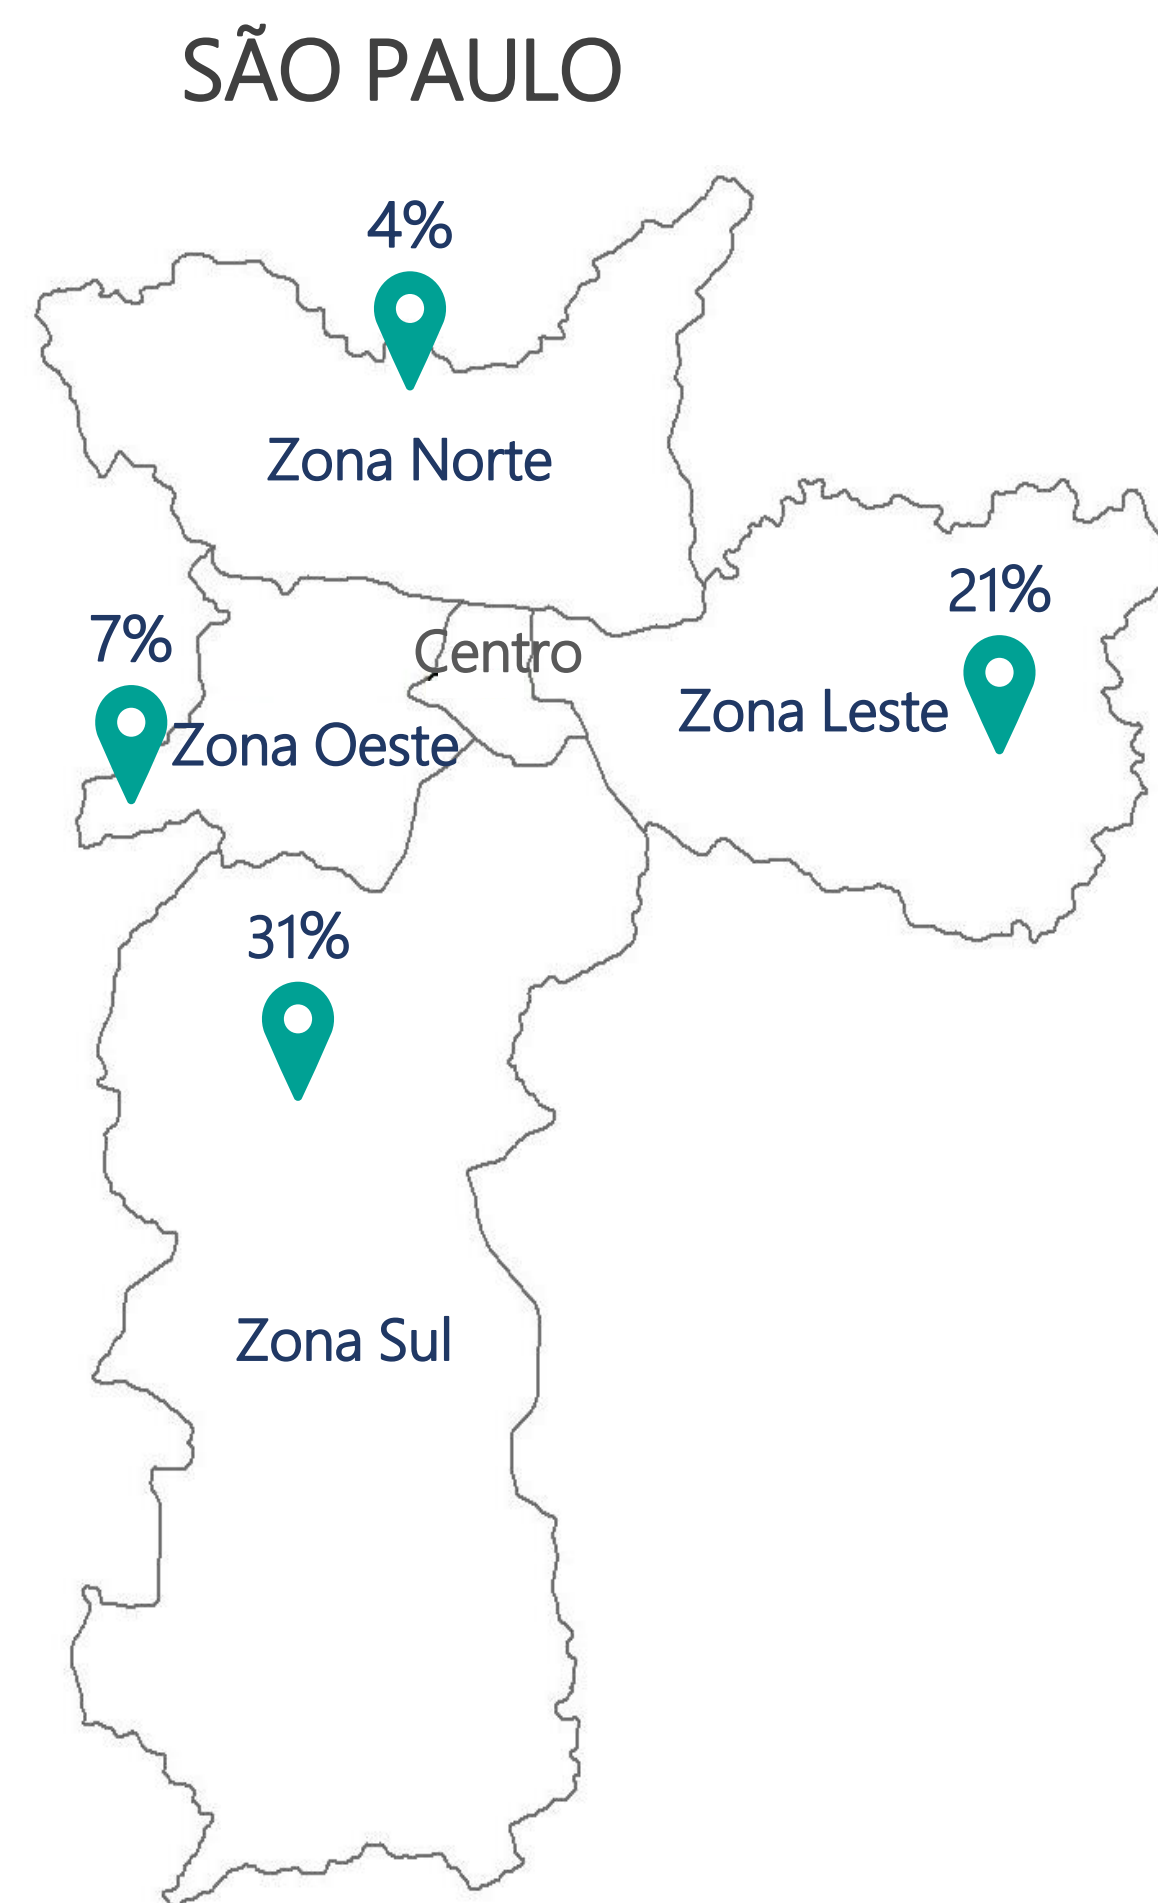 SÃO PAULO
4%
Zona Norte
21%
7%
Centro
Zona Leste
Zona Oeste
31%
Zona Sul